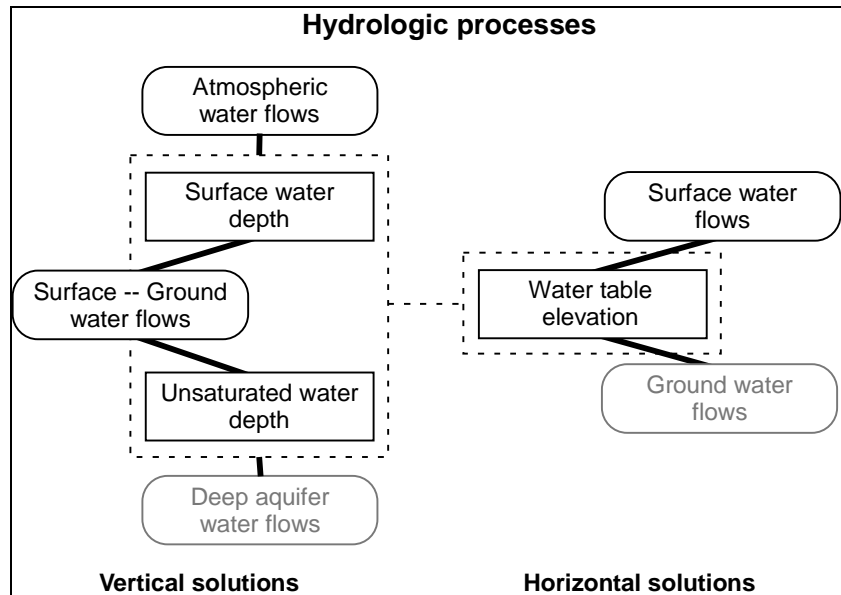 Hydrologic processes
Atmospheric
water flows
Surface water
depth
Surface -- Ground
water flows
Unsaturated water
depth
Deep aquifer
water flows
Vertical solutions
Surface water
flows
Water table
elevation
Ground water
flows
Horizontal solutions